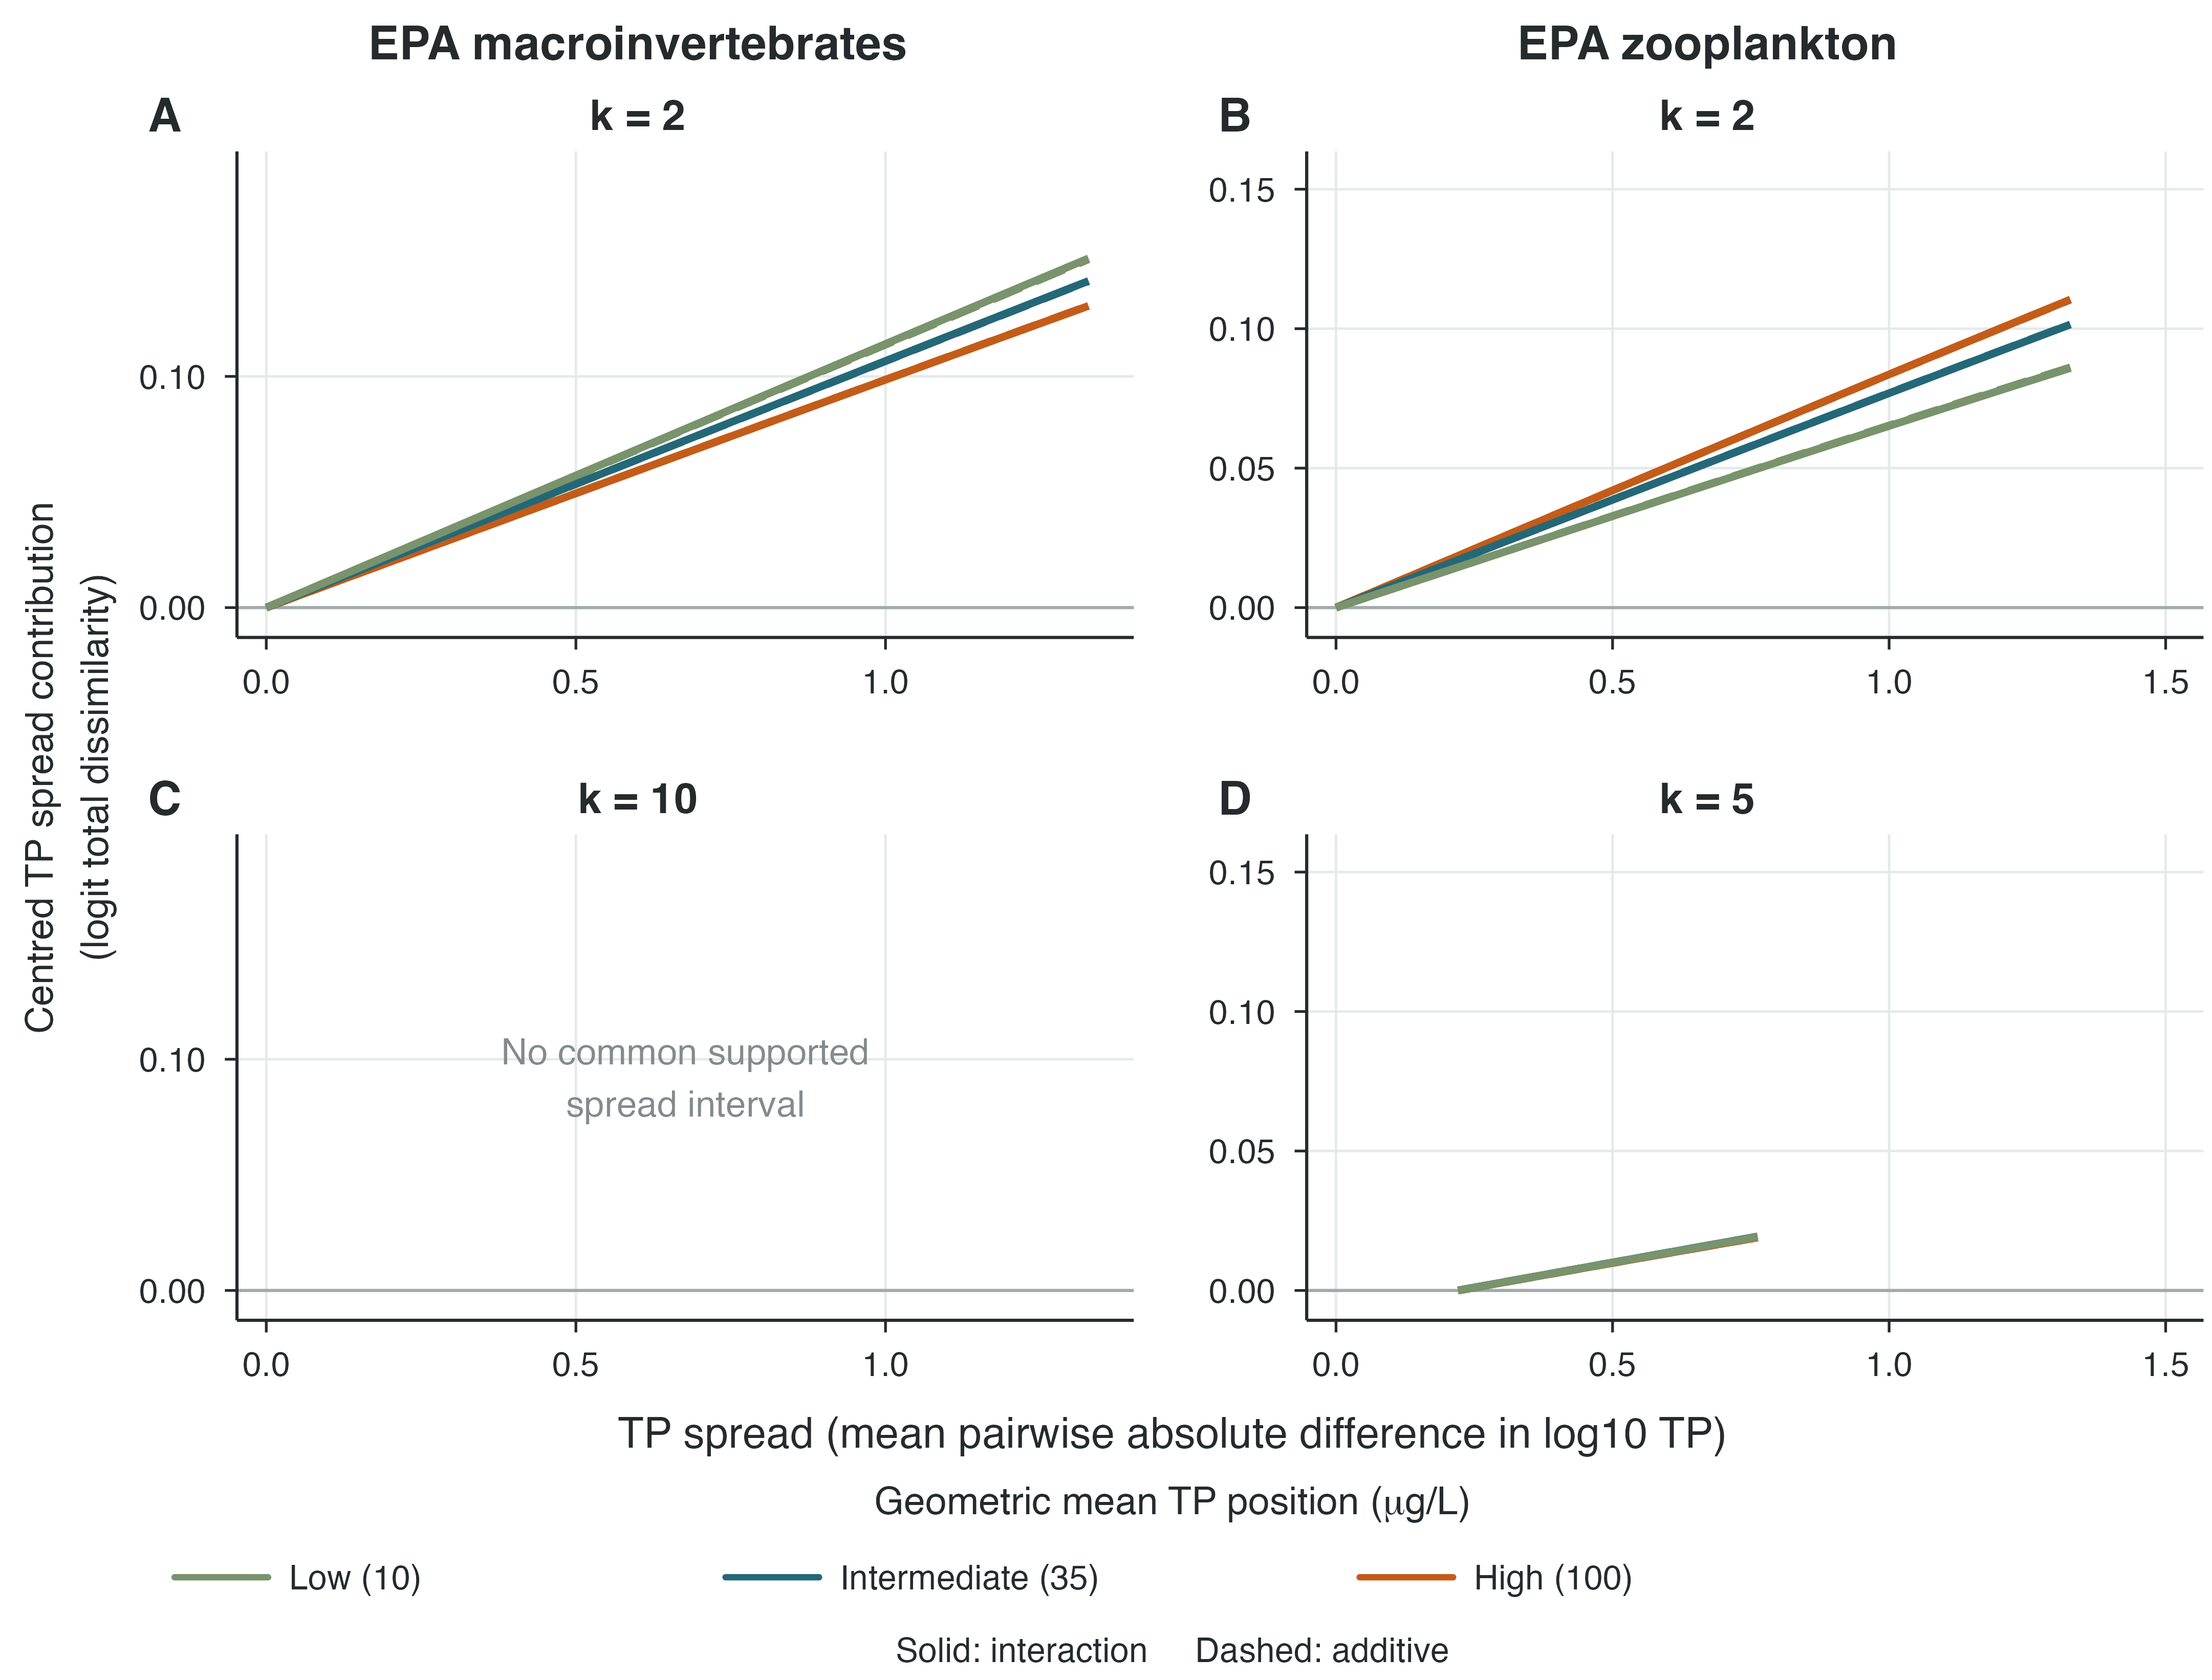 EPA macroinvertebrates
EPA zooplankton
A
k = 2
B
k = 2
0.10
0.00
0.0
0.5
1.0
0.15
0.10
0.05
0.00
0.0
0.5
1.0
1.5
Centred TP spread contribution
(logit total dissimilarity)
C
k = 10
D
k = 5
0.10
0.00
No common supported
spread interval
0.0
0.5
1.0
0.15
0.10
0.05
0.00
0.0
0.5
1.0
1.5
TP spread (mean pairwise absolute difference in log10 TP)
Geometric mean TP position (μg/L)
Low (10)
Intermediate (35)
High (100)
Solid: interaction Dashed: additive